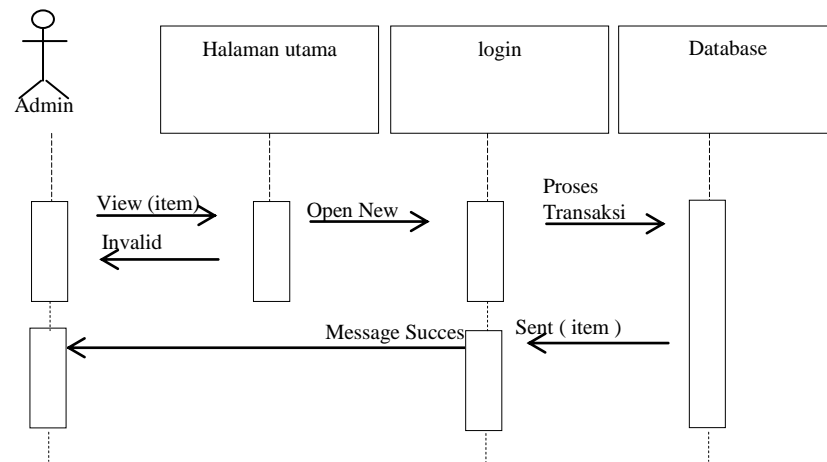 Admin
Halaman utama
login
Database
View (item)
Open New
Proses
Transaksi
Invalid
Message Succes
Sent ( item )